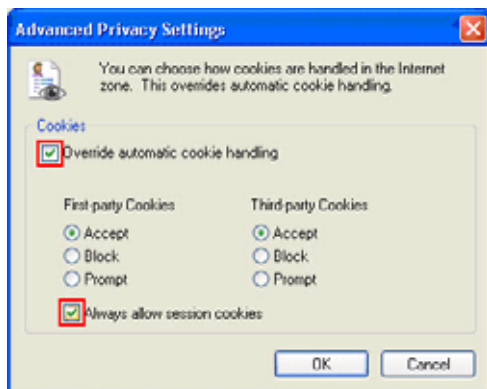 Advanced Privacy Settings
You can choose how cookies are handled in the Internet
zone. This overrides automatic cookie handling.
Cookies
Override automatic cookie handling
First-party Cookies Third-party Cookies
Accept Accept
Block Block
Prompt Prompt
Always allow session cookies
OK Cancel